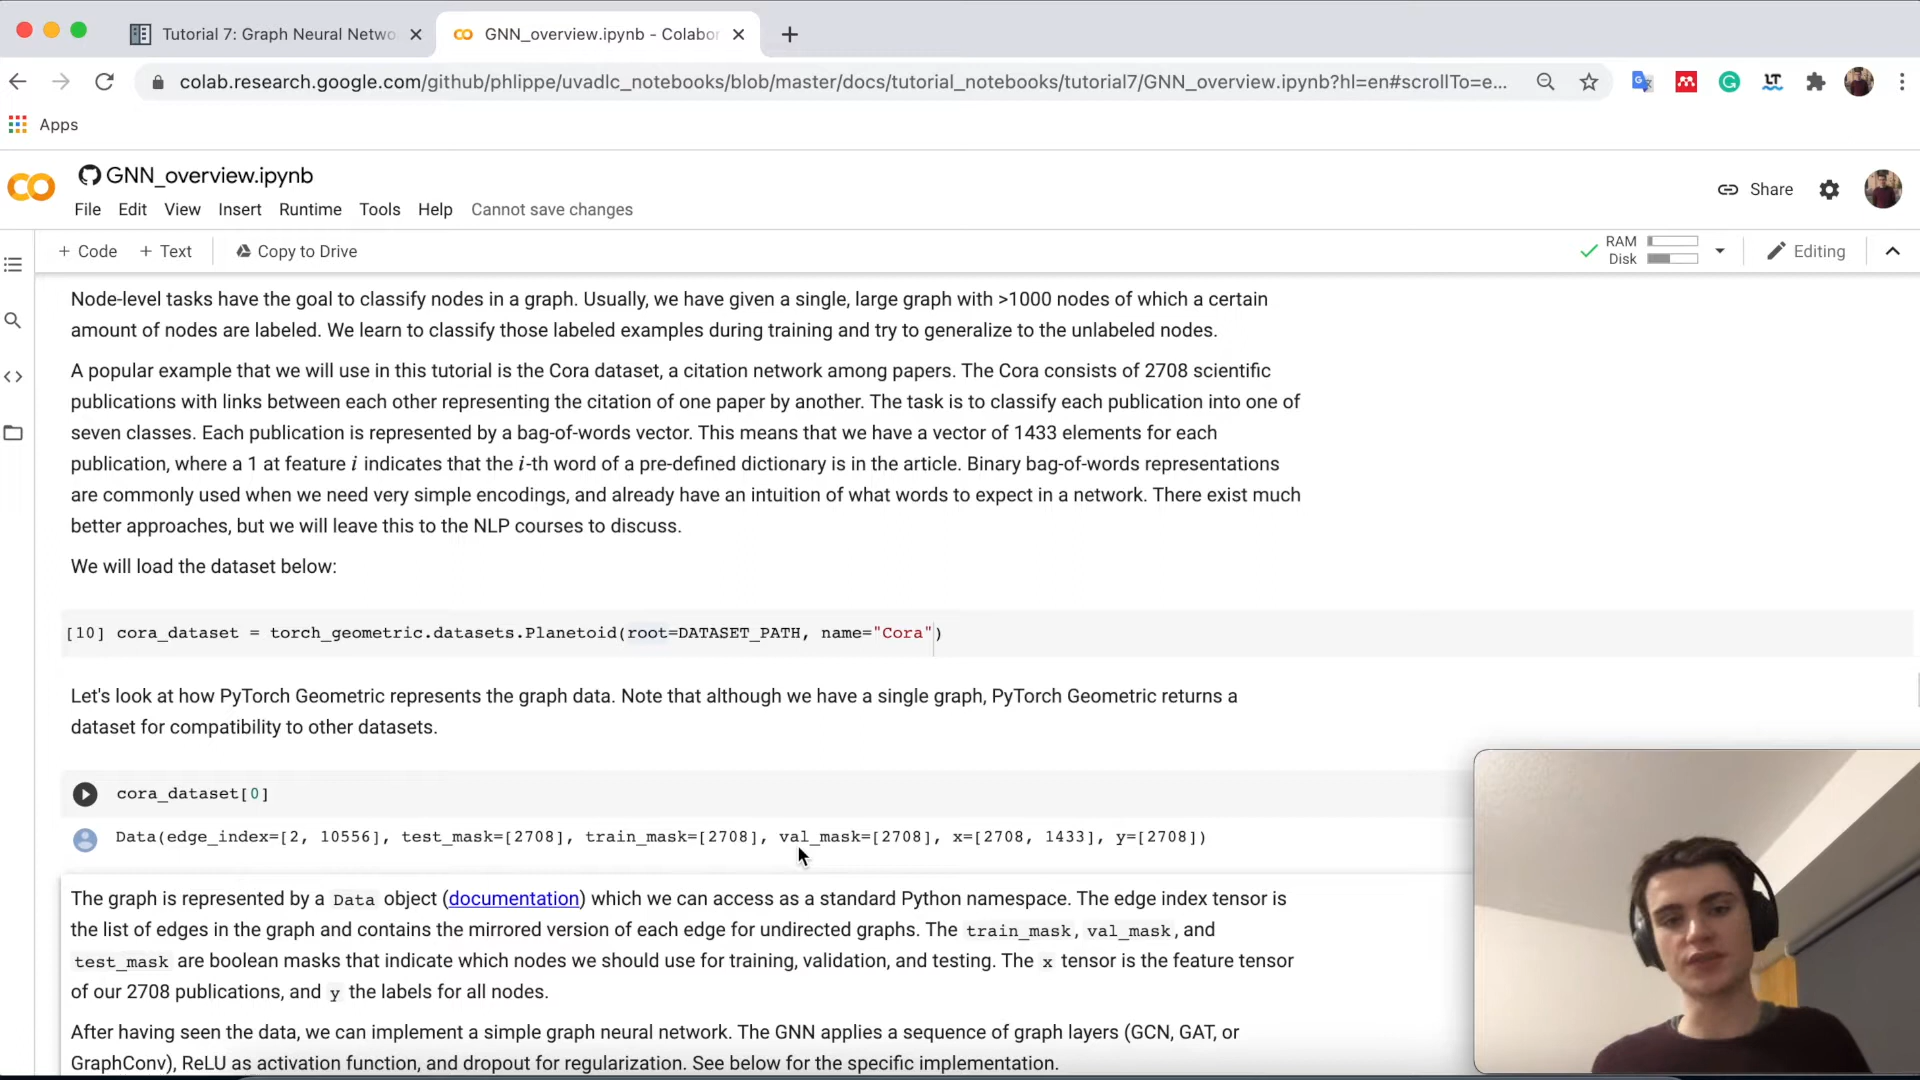 Tutorial 7: Graph Neural Netwo
GNN_overview.ipynb - Colabor
colab.research.google.com/github/phlippe/uvadlc_notebooks/blob/master/docs/tutorial_notebooks/tutorial7/GNN_overview.ipynb?hl=en#scrollTo=e...
Apps
GNN_overview.ipynb
Share
File Edit View Insert Runtime Tools Help Cannot save changes
+ Code + Text Copy to Drive
RAM
Disk
Editing
Node-level tasks have the goal to classify nodes in a graph. Usually, we have given a single, large graph with >1000 nodes of which a certain
amount of nodes are labeled. We learn to classify those labeled examples during training and try to generalize to the unlabeled nodes.
A popular example that we will use in this tutorial is the Cora dataset, a citation network among papers. The Cora consists of 2708 scientific
publications with links between each other representing the citation of one paper by another. The task is to classify each publication into one of
seven classes. Each publication is represented by a bag-of-words vector. This means that we have a vector of 1433 elements for each
publication, where a 1 at feature i indicates that the i-th word of a pre-defined dictionary is in the article. Binary bag-of-words representations
are commonly used when we need very simple encodings, and already have an intuition of what words to expect in a network. There exist much
better approaches, but we will leave this to the NLP courses to discuss.
We will load the dataset below:
[10] cora_dataset = torch_geometric.datasets.Planetoid(root=DATASET_PATH, name="Cora")
Let's look at how PyTorch Geometric represents the graph data. Note that although we have a single graph, PyTorch Geometric returns a
dataset for compatibility to other datasets.
cora_dataset[0]
Data(edge_index=[2, 10556], test_mask=[2708], train_mask=[2708], val_mask=[2708], x=[2708, 1433], y=[2708])
The graph is represented by a Data object (documentation) which we can access as a standard Python namespace. The edge index tensor is
the list of edges in the graph and contains the mirrored version of each edge for undirected graphs. The train_mask, val_mask, and
test_mask are boolean masks that indicate which nodes we should use for training, validation, and testing. The x tensor is the feature tensor
of our 2708 publications, and y the labels for all nodes.
After having seen the data, we can implement a simple graph neural network. The GNN applies a sequence of graph layers (GCN, GAT, or
GraphConv), ReLU as activation function, and dropout for regularization. See below for the specific implementation.